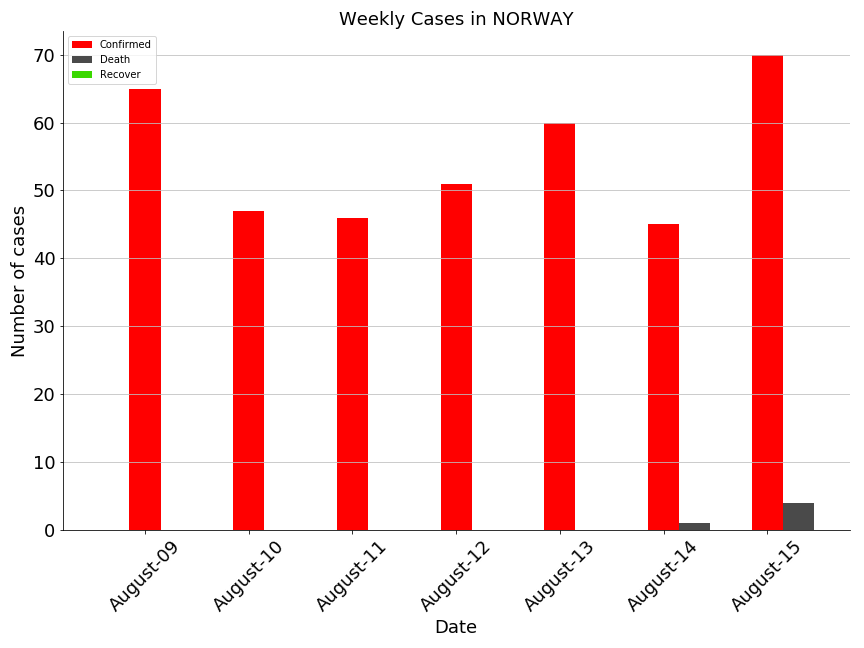 Weekly Cases in NORWAY
Confirmed
Death
Recover
70
60
50
40
30
20
10
0
Number of cases
August-09
August-10
August-11
August-12
August-13
August-14
August-15
Date